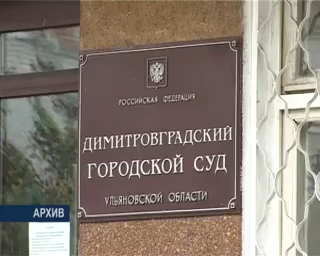 РОССИЙСКАЯ ФЕДЕРАЦИЯ
ДИМИТРОВГРАДСКИЙ
ГОРОДСКОЙ СУД
УЛЬЯНОВСКОЙ ОБЛАСТИ
АРХИВ